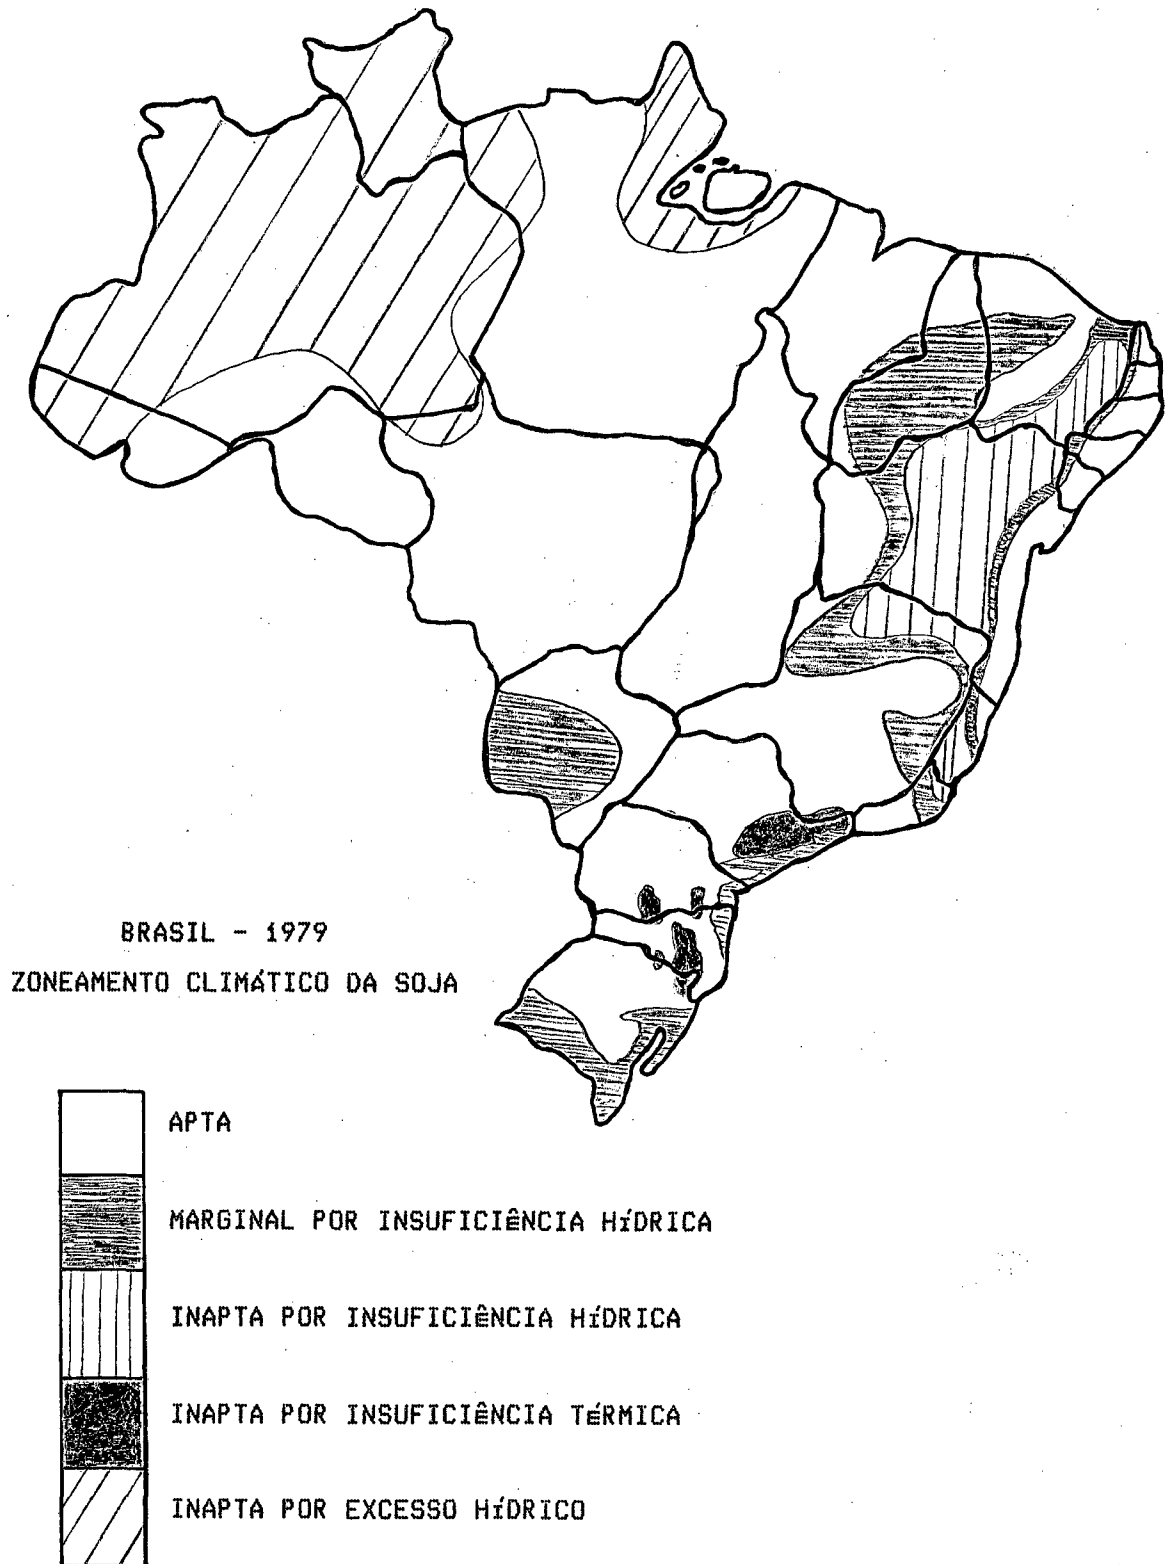 BRASIL - 1979
ZONEAMENTO CLIMÁTICO DA SOJA
APTA
MARGINAL POR INSUFICIÊNCIA HÍDRICA
INAPTA POR INSUFICIÊNCIA HÍDRICA
INAPTA POR INSUFICIÊNCIA TÉRMICA
INAPTA POR EXCESSO HÍDRICO